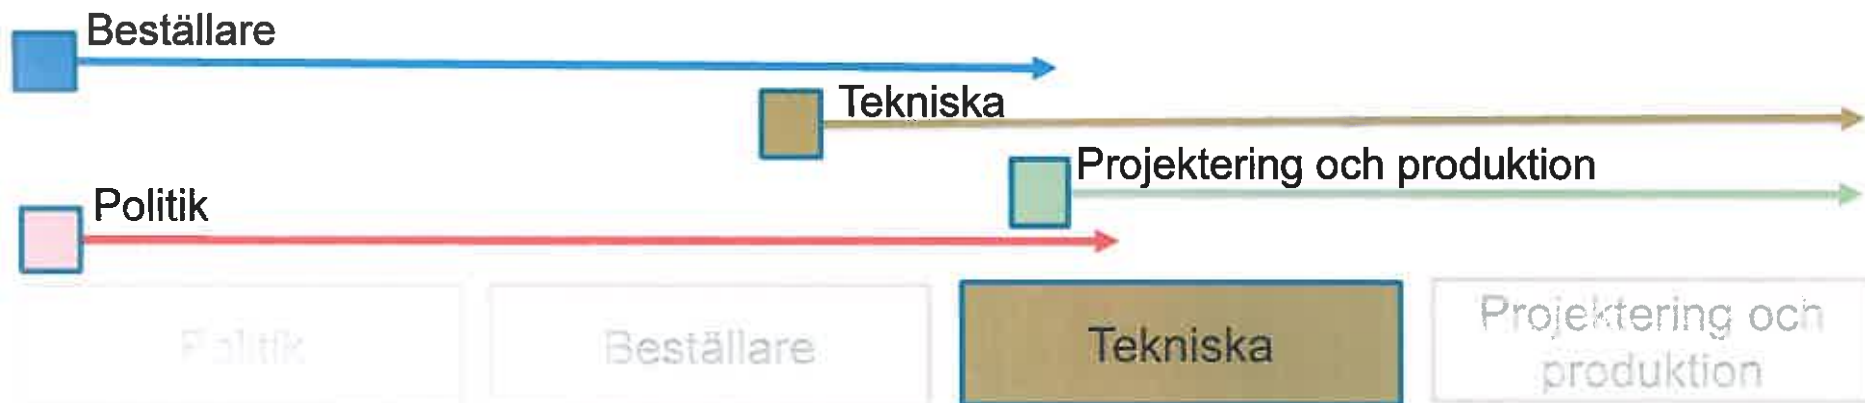 Beställare
Tekniska
Projektering och produktion
Politik
Politik
Beställare
Tekniska
Projektering och
produktion